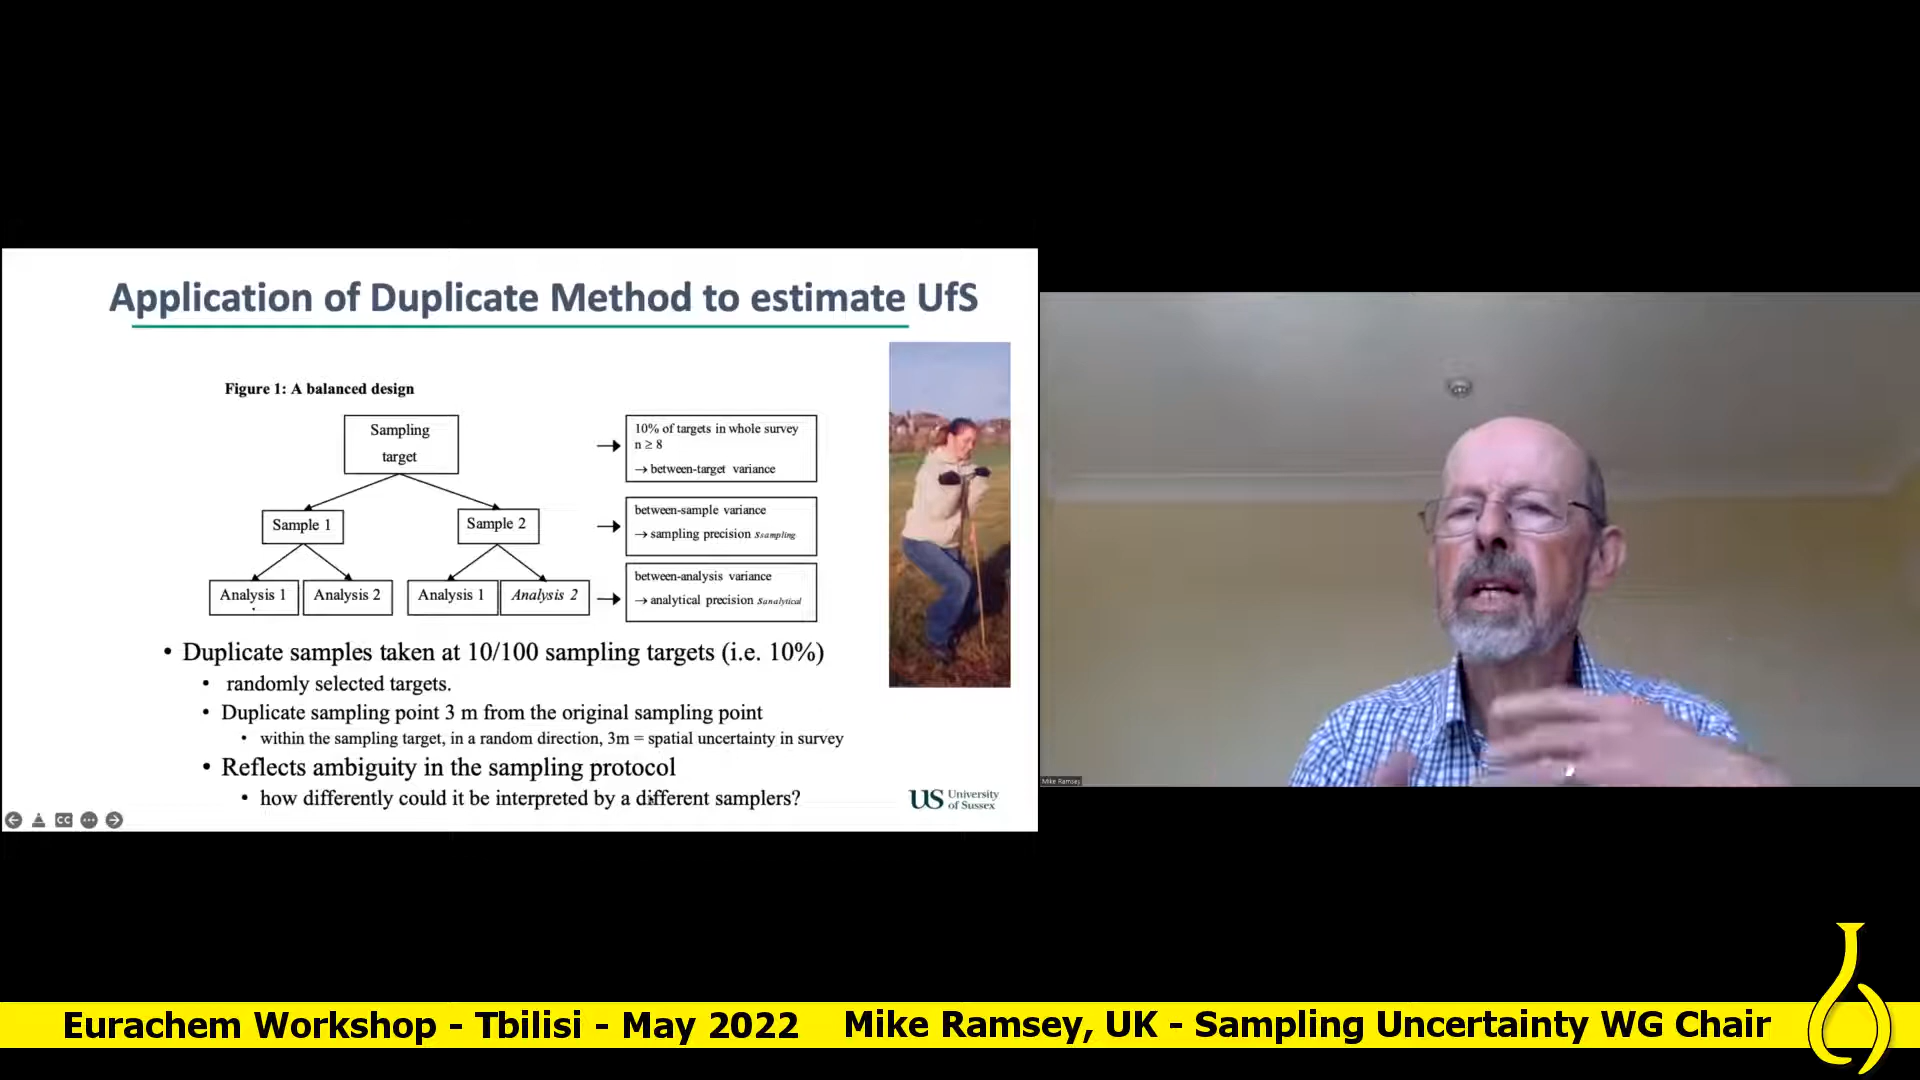 Application of Duplicate Method to estimate UfS
Figure 1: A balanced design
Sampling
target
10% of targets in whole survey
n ≥ 8
→ between-target variance
Sample 1
Sample 2
between-sample variance
→ sampling precision Ssampling
Analysis 1
Analysis 2
Analysis 1
Analysis 2
between-analysis variance
→ analytical precision Sanalytical
• Duplicate samples taken at 10/100 sampling targets (i.e. 10%)
• randomly selected targets.
• Duplicate sampling point 3 m from the original sampling point
• within the sampling target, in a random direction, 3m = spatial uncertainty in survey
• Reflects ambiguity in the sampling protocol
• how differently could it be interpreted by a different samplers?
US University
of Sussex
CC
Mike Ramsey
Eurachem Workshop - Tbilisi - May 2022 Mike Ramsey, UK - Sampling Uncertainty WG Chair